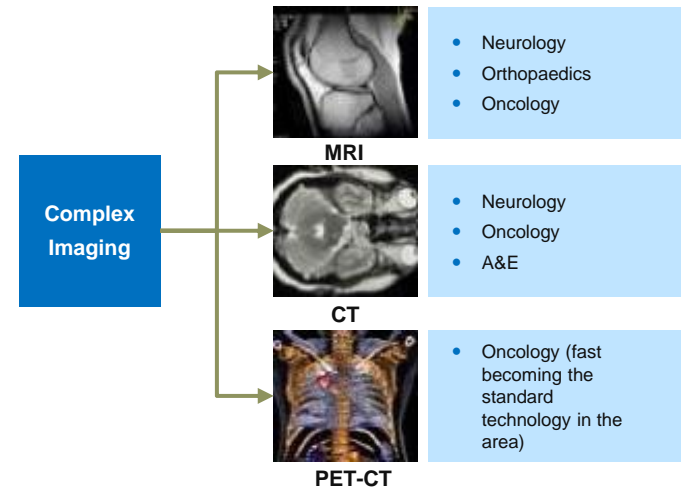 Complex
Imaging
MRI
• Neurology
• Orthopaedics
• Oncology
CT
• Neurology
• Oncology
• A&E
PET-CT
• Oncology (fast
becoming the
standard
technology in the
area)